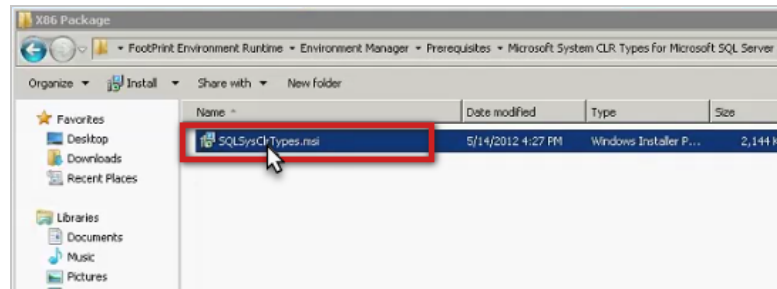 X86 Package
FootPrint Environment Runtime Environment Manager Prerequisites Microsoft System CLR Types for Microsoft SQL Server
Organize Install Share with New folder
Favorites
Desktop
Downloads
Recent Places
Libraries
Documents
Music
Pictures
Name Date modified Type Size
SQLSysClrTypes.msi 5/14/2012 4:27 PM Windows Installer P... 2,144 K